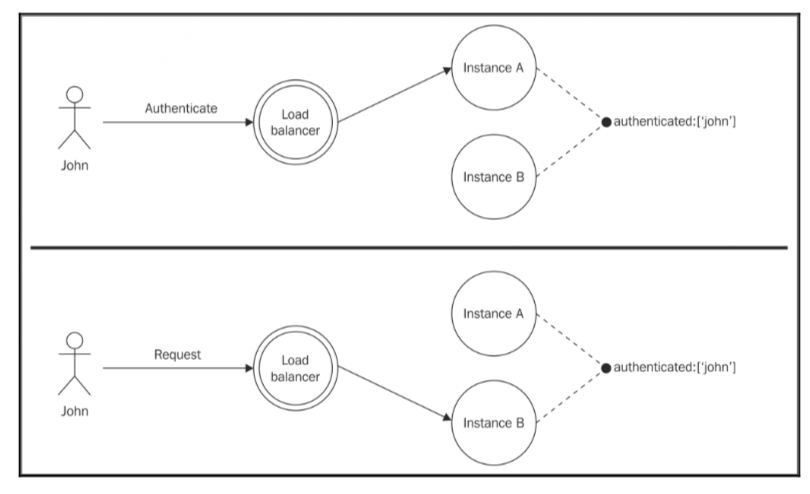 Instance A
Authenticate
Load
balancer
authenticated:['john']
John
Instance B
Instance A
Request
Load
balancer
authenticated:['john']
John
Instance B